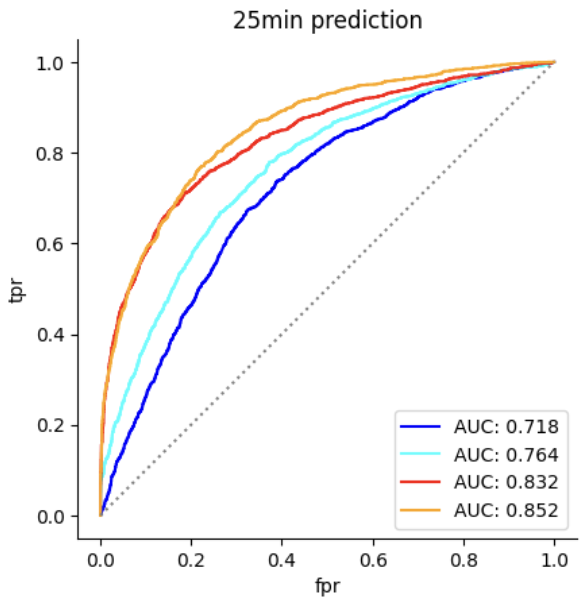 25min prediction
1.0
0.8
0.6
0.4
0.2
0.0
tpr
AUC: 0.718
AUC: 0.764
AUC: 0.832
AUC: 0.852
0.0 0.2 0.4 0.6 0.8 1.0
fpr